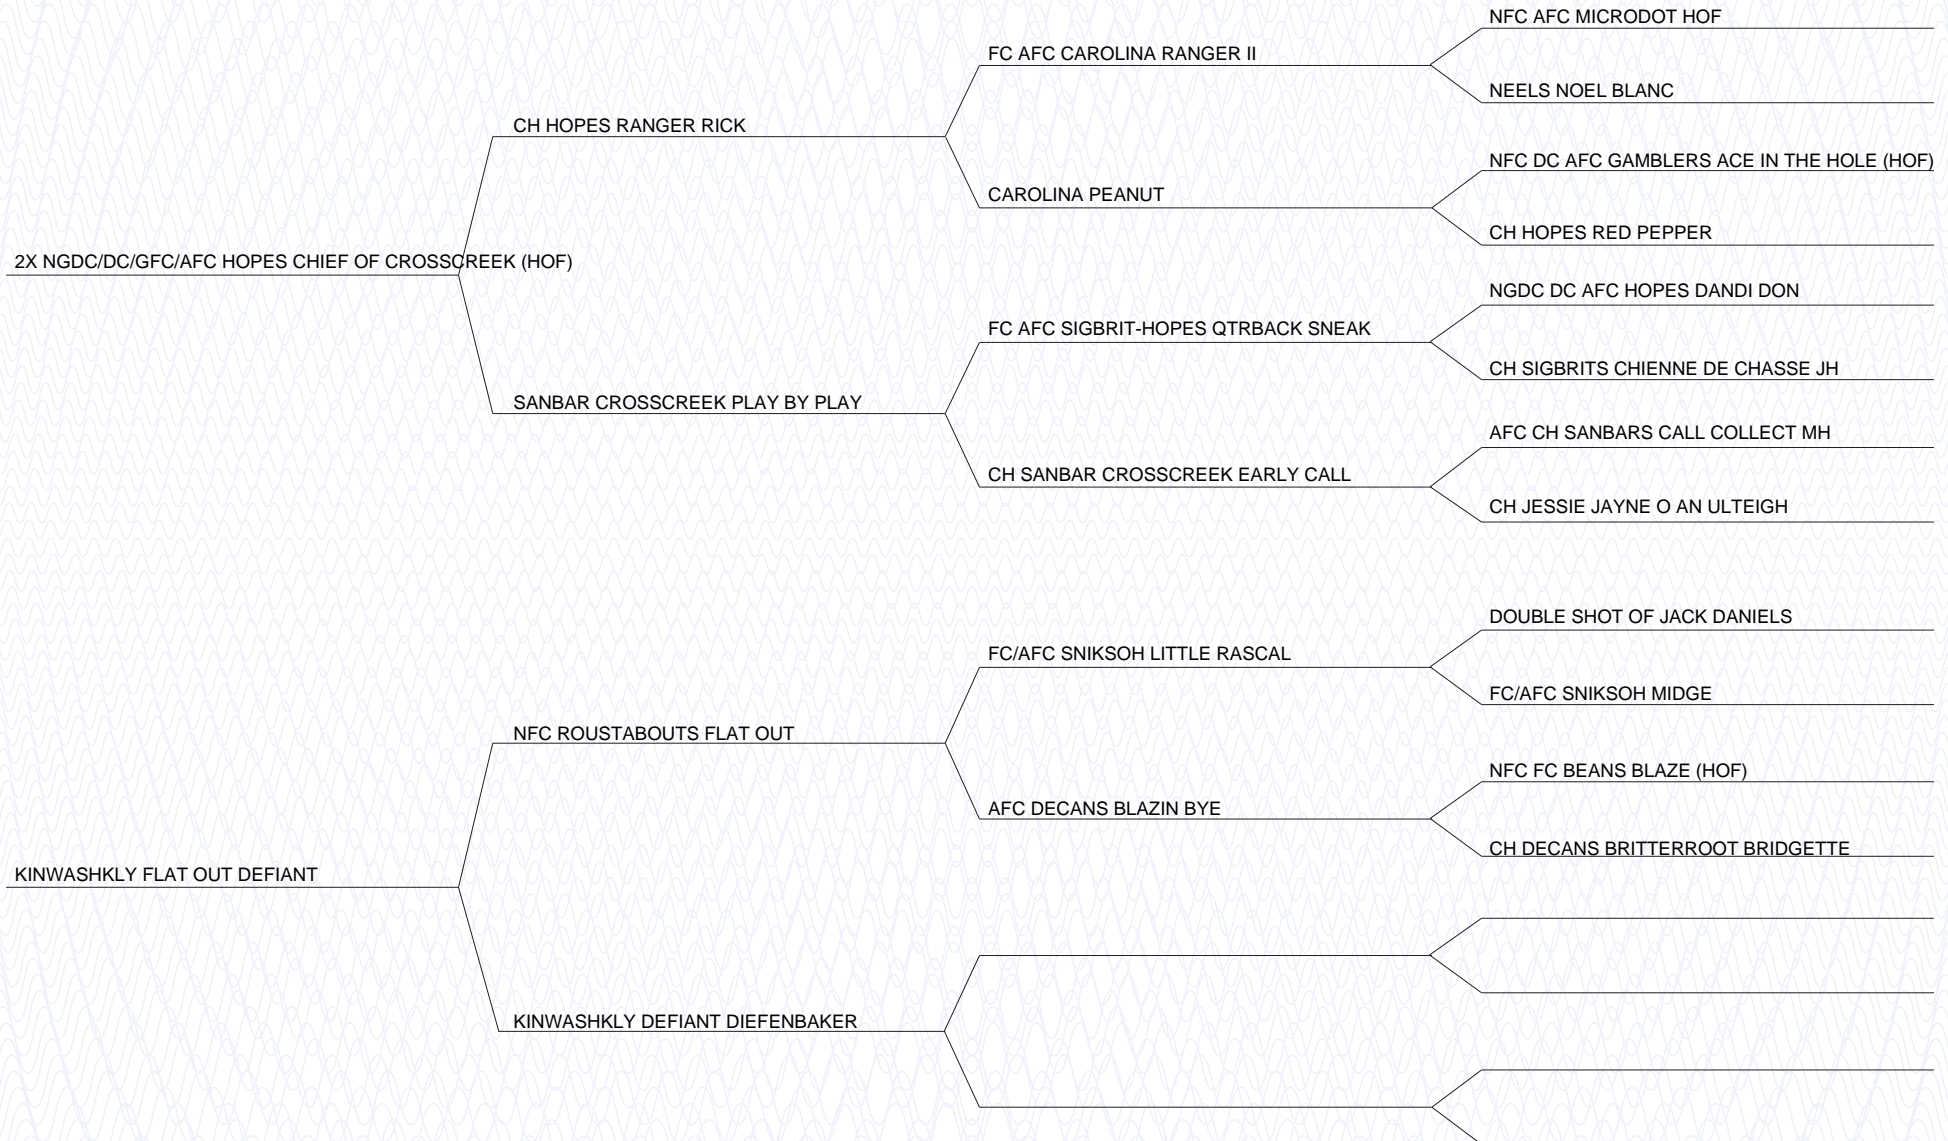 NFC AFC MICRODOT HOF
FC AFC CAROLINA RANGER II
NEELS NOEL BLANC
CH HOPES RANGER RICK
NFC DC AFC GAMBLERS ACE IN THE HOLE (HOF)
CAROLINA PEANUT
CH HOPES RED PEPPER
2X NGDC/DC/GFC/AFC HOPES CHIEF OF CROSSCREEK (HOF)
NGDC DC AFC HOPES DANDI DON
FC AFC SIGBRIT-HOPES QTRBACK SNEAK
CH SIGBRITS CHIENNE DE CHASSE JH
SANBAR CROSSCREEK PLAY BY PLAY
AFC CH SANBARS CALL COLLECT MH
CH SANBAR CROSSCREEK EARLY CALL
CH JESSIE JAYNE O AN ULTEIGH
DOUBLE SHOT OF JACK DANIELS
FC/AFC SNIKSOH LITTLE RASCAL
FC/AFC SNIKSOH MIDGE
NFC ROUSTABOUTS FLAT OUT
NFC FC BEANS BLAZE (HOF)
AFC DECANS BLAZIN BYE
CH DECANS BRITTERROOT BRIDGETTE
KINWASHKLY FLAT OUT DEFIANT
KINWASHKLY DEFIANT DIEFENBAKER